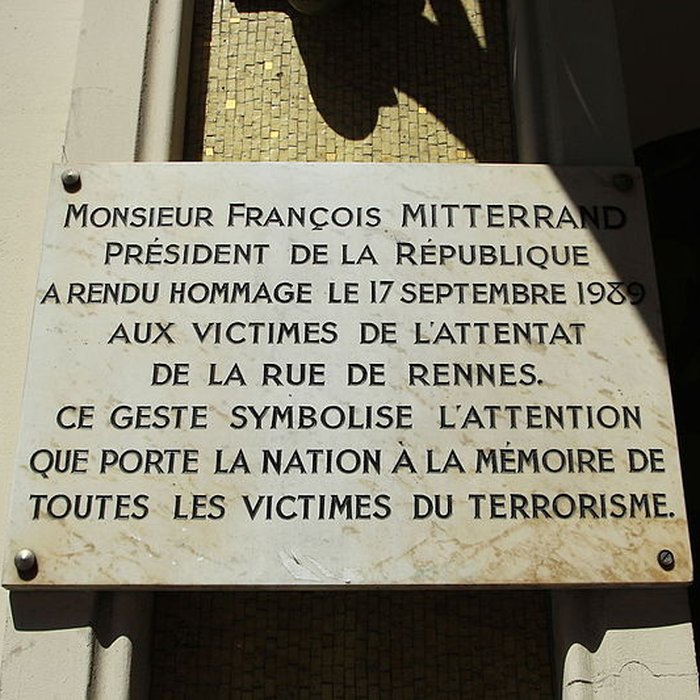 MONSIEUR FRANÇOIS MITTERRAND
PRÉSIDENT DE LA RÉPUBLIQUE
A RENDU HOMMAGE LE 17 SEPTEMBRE 1989
AUX VICTIMES DE L'ATTENTAT
DE LA RUE DE RENNES.
CE GESTE SYMBOLISE L'ATTENTION
QUE PORTE LA NATION A LA MÉMOIRE DE
TOUTES LES VICTIMES DU TERRORISME.